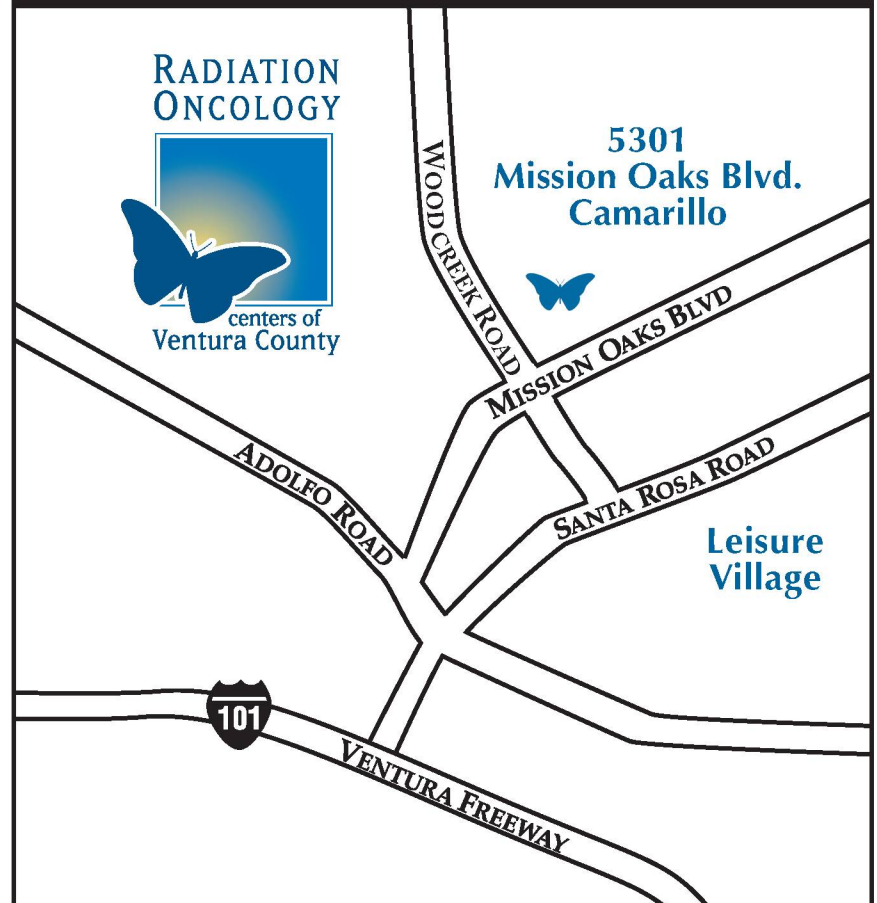 RADIATION
ONCOLOGY
centers of
Ventura County
5301
Mission Oaks Blvd.
Camarillo
WOODCREEK ROAD
MISSION OAKS BLVD
ADOLFO ROAD
SANTA ROSA ROAD
Leisure
Village
101
VENTURA FREEWAY